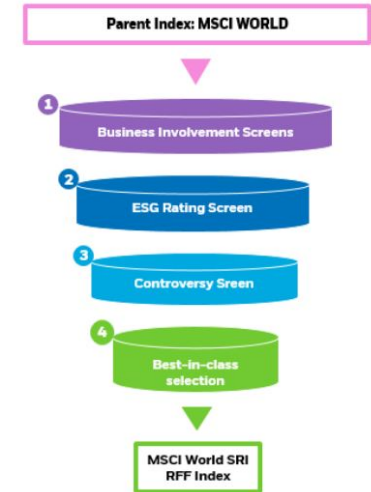 Parent Index: MSCI WORLD
1
Business Involvement Screens
2
ESG Rating Screen
3
Controversy Sreen
4
Best-in-class
selection
MSCI World SRI
RFF Index